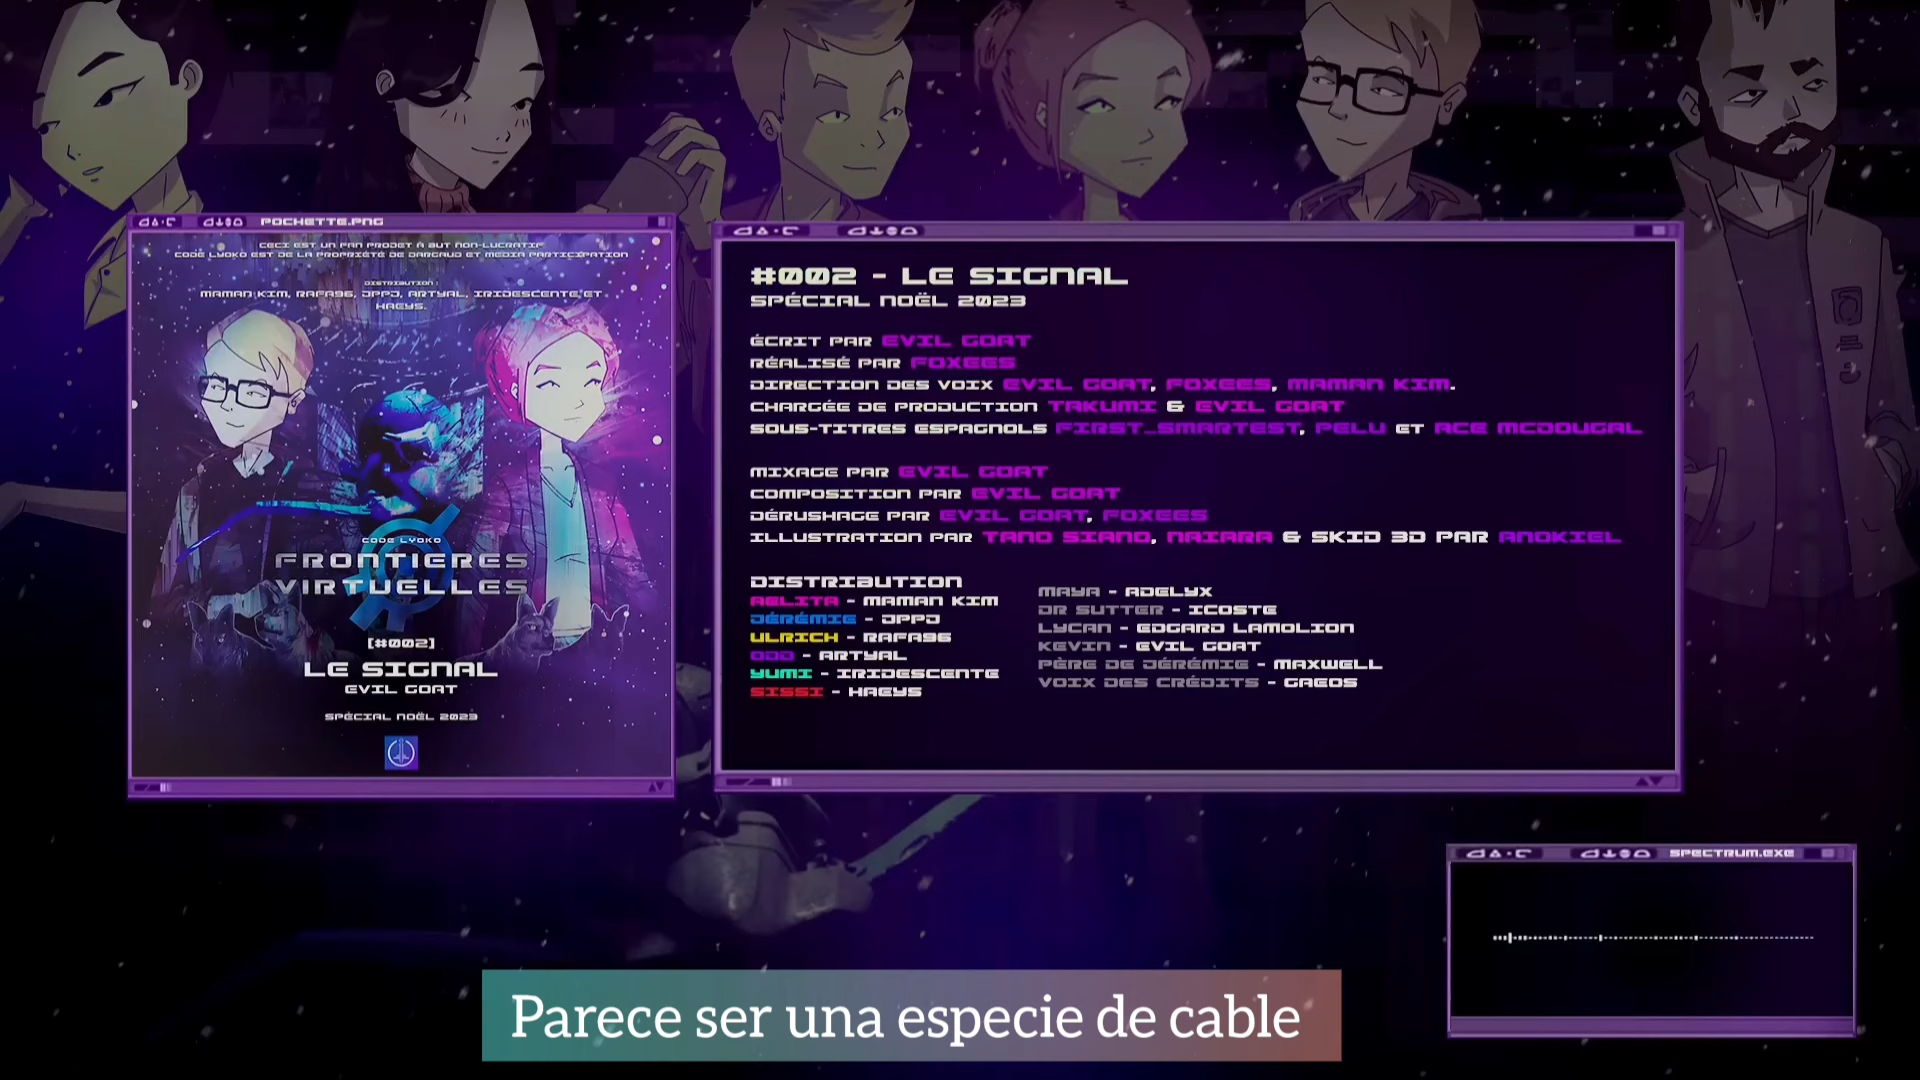 POCHETTE.PNG
CECI EST UN FAN PROJET À BUT NON-LUCRATIF
CODE LYOKO EST DE LA PROPRIÉTÉ DE DARGAUD ET MEDIA PARTICIPATION
DISTRIBUTION :
MAMAN KIM, RAFA96, JPPJ, ARTYAL, IRIDESCENTE ET
HAEYS.
CODE LYOKO
FRONTIERES
VIRTUELLES
[#002]
LE SIGNAL
EVIL GOAT
SPÉCIAL NOËL 2023
#002 - LE SIGNAL
SPÉCIAL NOËL 2023
ÉCRIT PAR EVIL GOAT
RÉALISÉ PAR FOXEES
DIRECTION DES VOIX EVIL GOAT, FOXEES, MAMAN KIM.
CHARGÉE DE PRODUCTION TAKUMI & EVIL GOAT
SOUS-TITRES ESPAGNOLS FIRST_SMARTEST, PELU ET ACE MCDOUGAL
MIXAGE PAR EVIL GOAT
COMPOSITION PAR EVIL GOAT
DÉRUSHAGE PAR EVIL GOAT, FOXEES
ILLUSTRATION PAR TANO SIANO, NAIARA & SKID 3D PAR ANOKIEL
DISTRIBUTION
AELITA - MAMAN KIM
JÉRÉMIE - JPPJ
ULRICH - RAFA96
ODD - ARTYAL
YUMI - IRIDESCENTE
SISSI - HAEYS
MAYA - ADELYX
DR SUTTER - ICOSTE
LYCAN - EDGARD LAMOLION
KEVIN - EVIL GOAT
PÈRE DE JÉRÉMIE - MAXWELL
VOIX DES CRÉDITS - GAEOS
SPECTRUM.EXE
Parece ser una especie de cable